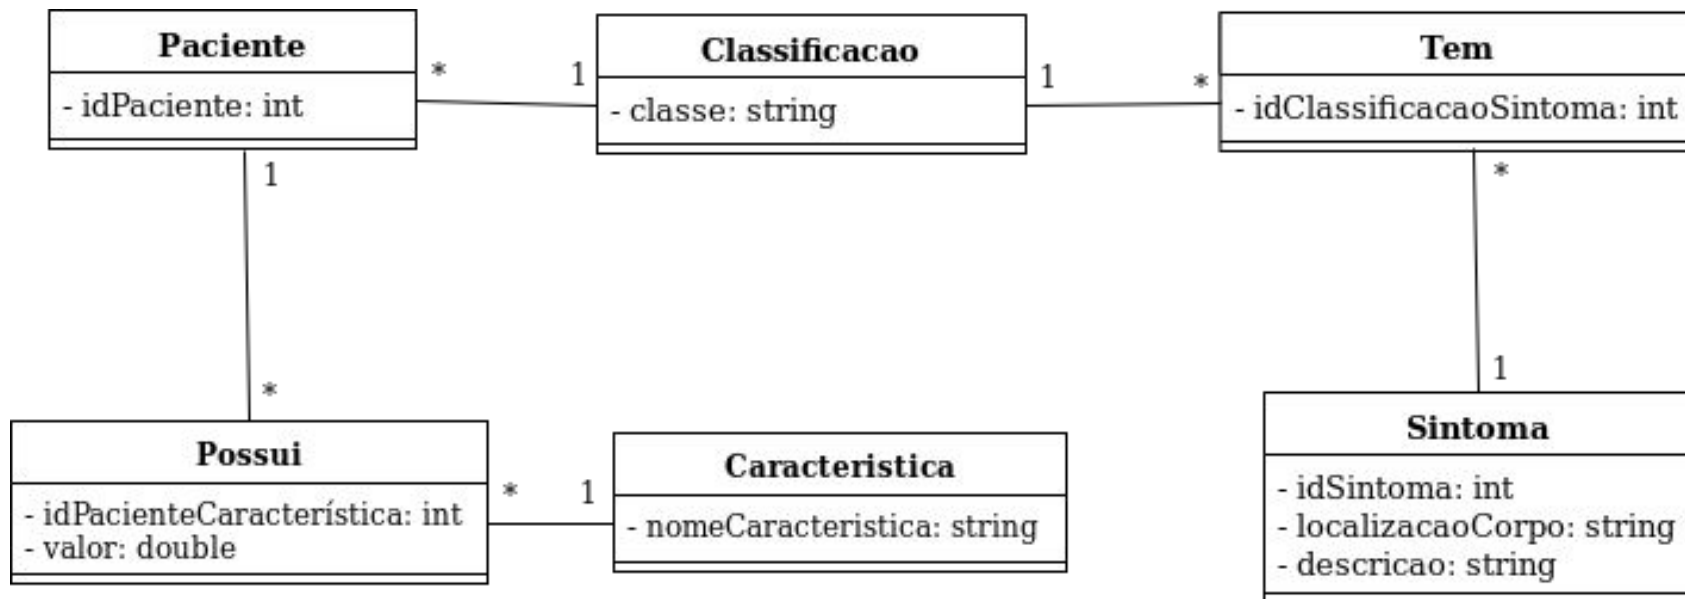 Paciente
- idPaciente: int
*
1
Classificacao
- classe: string
1
*
Tem
- idClassificacaoSintoma: int
1
*
*
1
Possui
- idPacienteCaracterística: int
- valor: double
*
1
Caracteristica
- nomeCaracteristica: string
Sintoma
- idSintoma: int
- localizacaoCorpo: string
- descricao: string